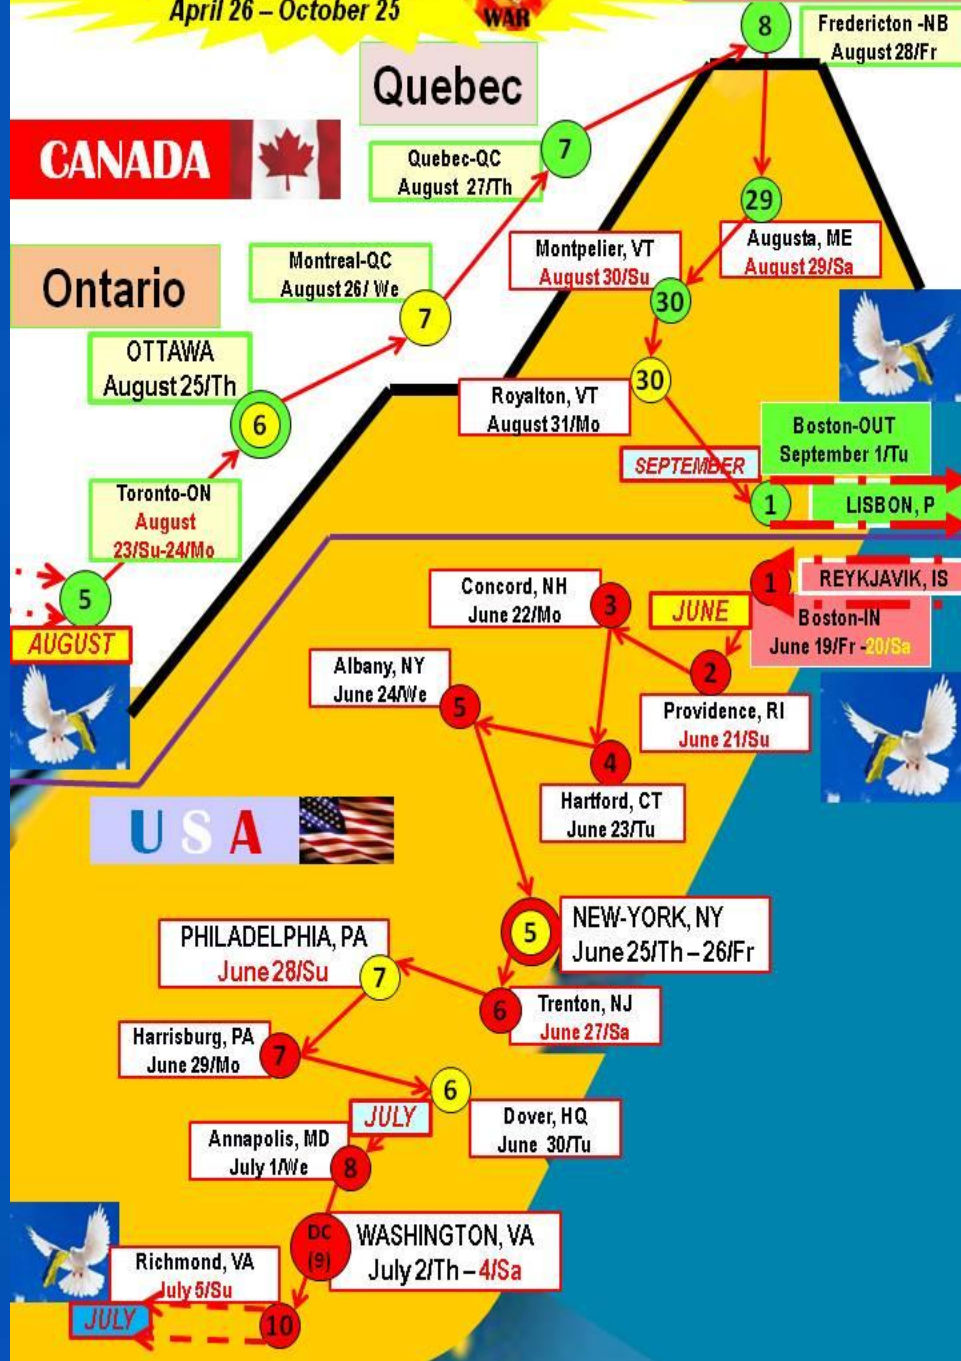 April 26 – October 25
WAR
8
Fredericton -NB
August 28/Fr
Quebec
CANADA
Quebec-QC
August 27/Th
7
29
Augusta, ME
August 29/Sa
Montpelier, VT
August 30/Su
30
Montreal-QC
August 26/ We
7
Ontario
OTTAWA
August 25/Th
6
30
Royalton, VT
August 31/Mo
Boston-OUT
September 1/Tu
SEPTEMBER
1
LISBON, P
Toronto-ON
August
23/Su-24/Mo
5
AUGUST
1
REYKJAVIK, IS
Boston-IN
June 19/Fr -20/Sa
JUNE
Concord, NH
June 22/Mo
3
2
Providence, RI
June 21/Su
Albany, NY
June 24/We
5
4
Hartford, CT
June 23/Tu
USA
5
NEW-YORK, NY
June 25/Th – 26/Fr
PHILADELPHIA, PA
June 28/Su
7
6
Trenton, NJ
June 27/Sa
Harrisburg, PA
June 29/Mo
7
6
Dover, HQ
June 30/Tu
JULY
Annapolis, MD
July 1/We
8
DC
(9)
WASHINGTON, VA
July 2/Th – 4/Sa
Richmond, VA
July 5/Su
JULY
10